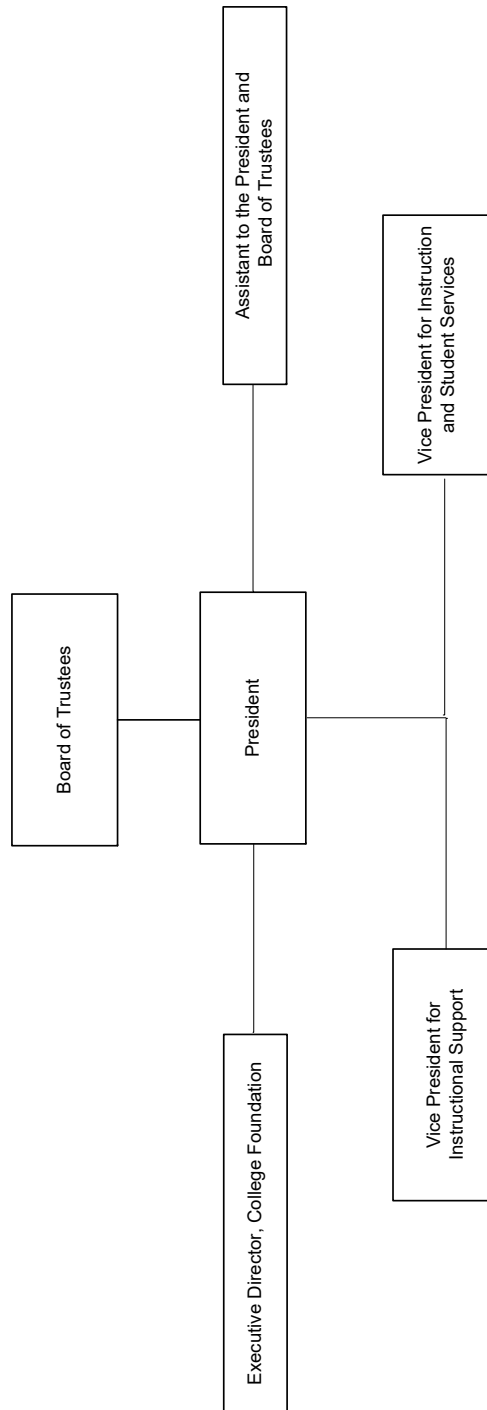 Board of Trustees
Executive Director, College Foundation
President
Assistant to the President and
Board of Trustees
Vice President for
Instructional Support
Vice President for Instruction
and Student Services